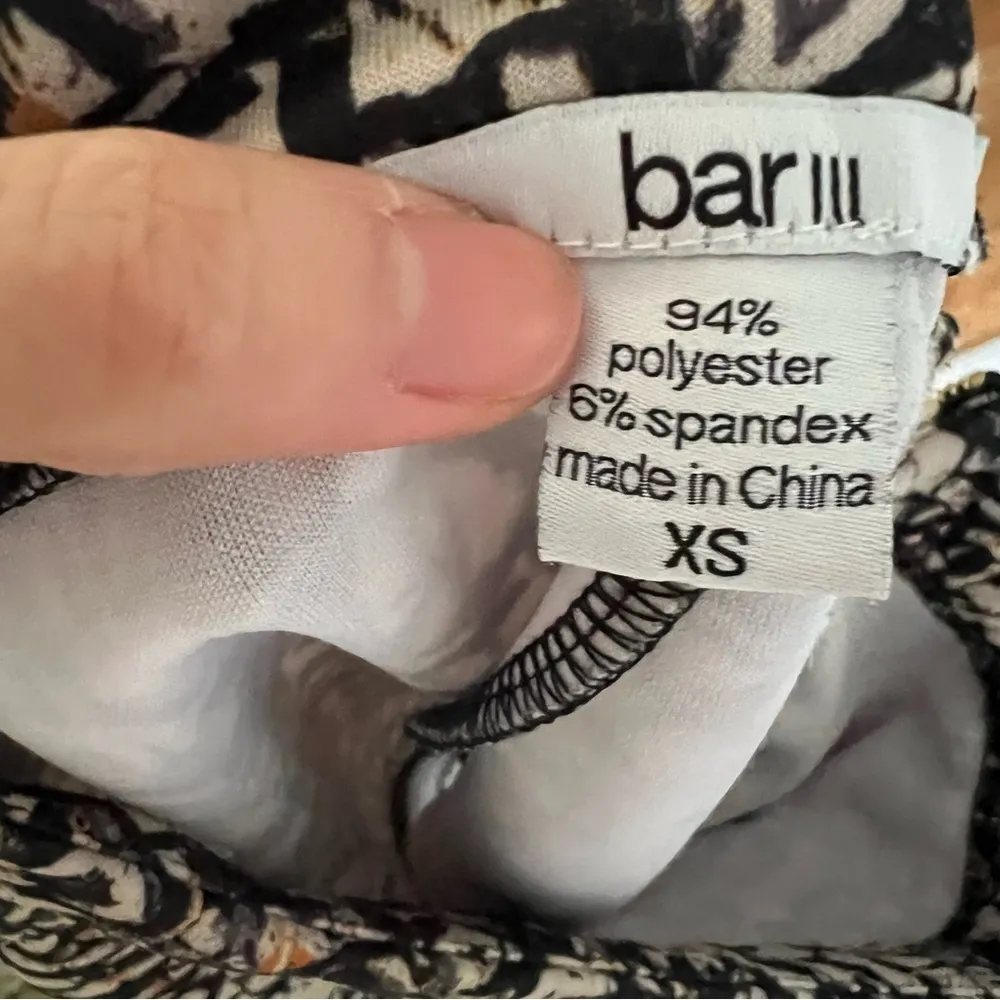 bar III
94%
polyester
6% spandex
made in China
XS